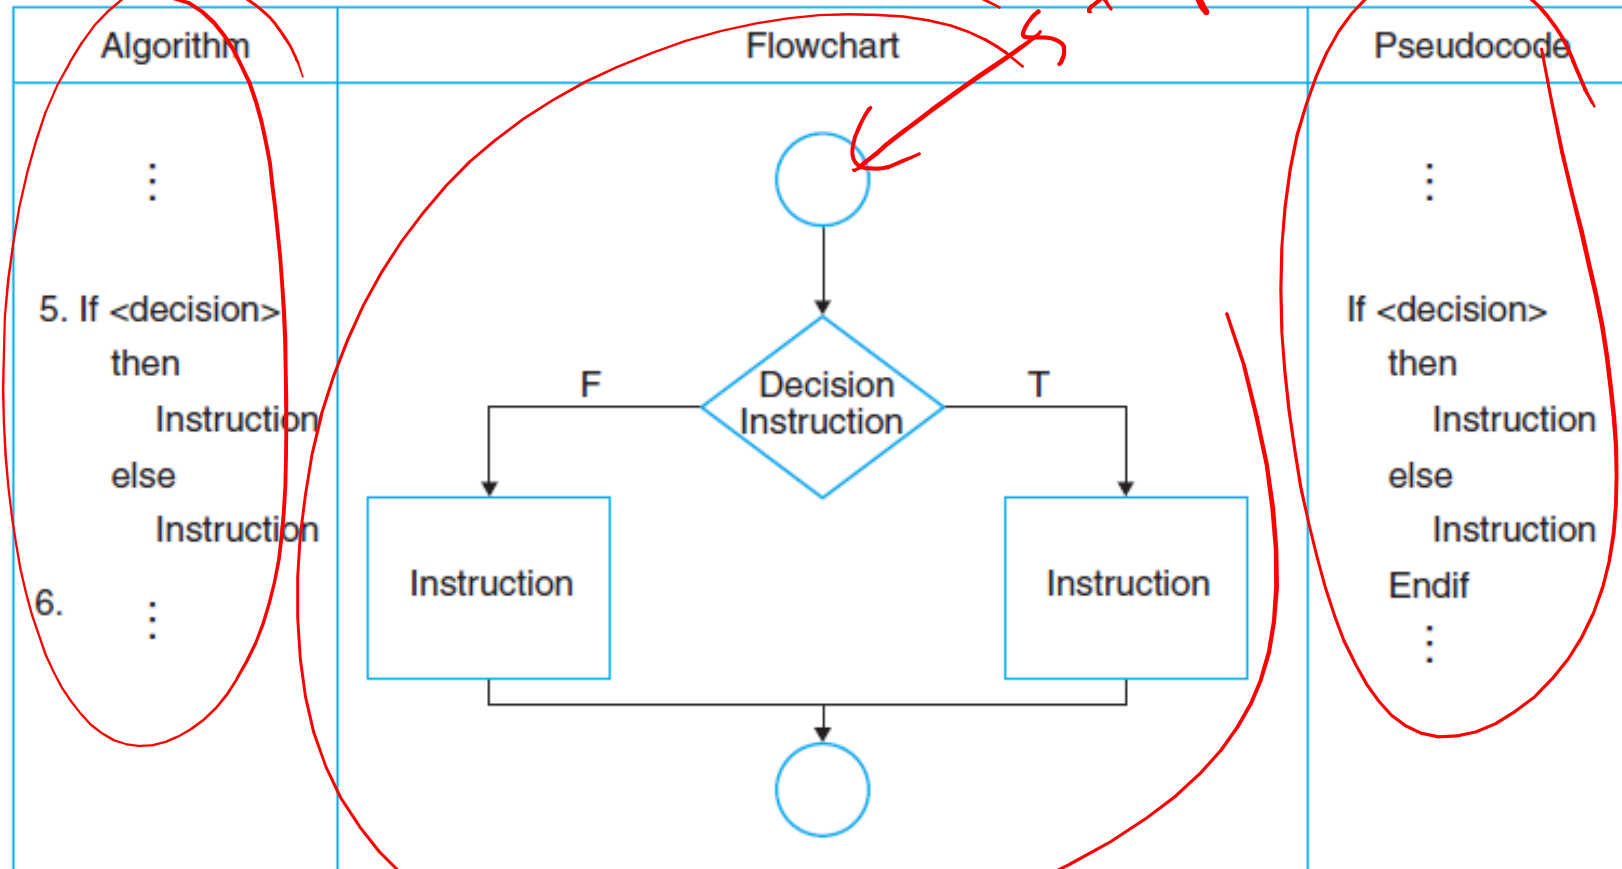 Algorithm
Flowchart
Pseudocode
⋮
5. If <decision>
then
Instruction
else
Instruction
6.
⋮
F
Decision
Instruction
T
Instruction
Instruction
⋮
If <decision>
then
Instruction
else
Instruction
Endif
⋮